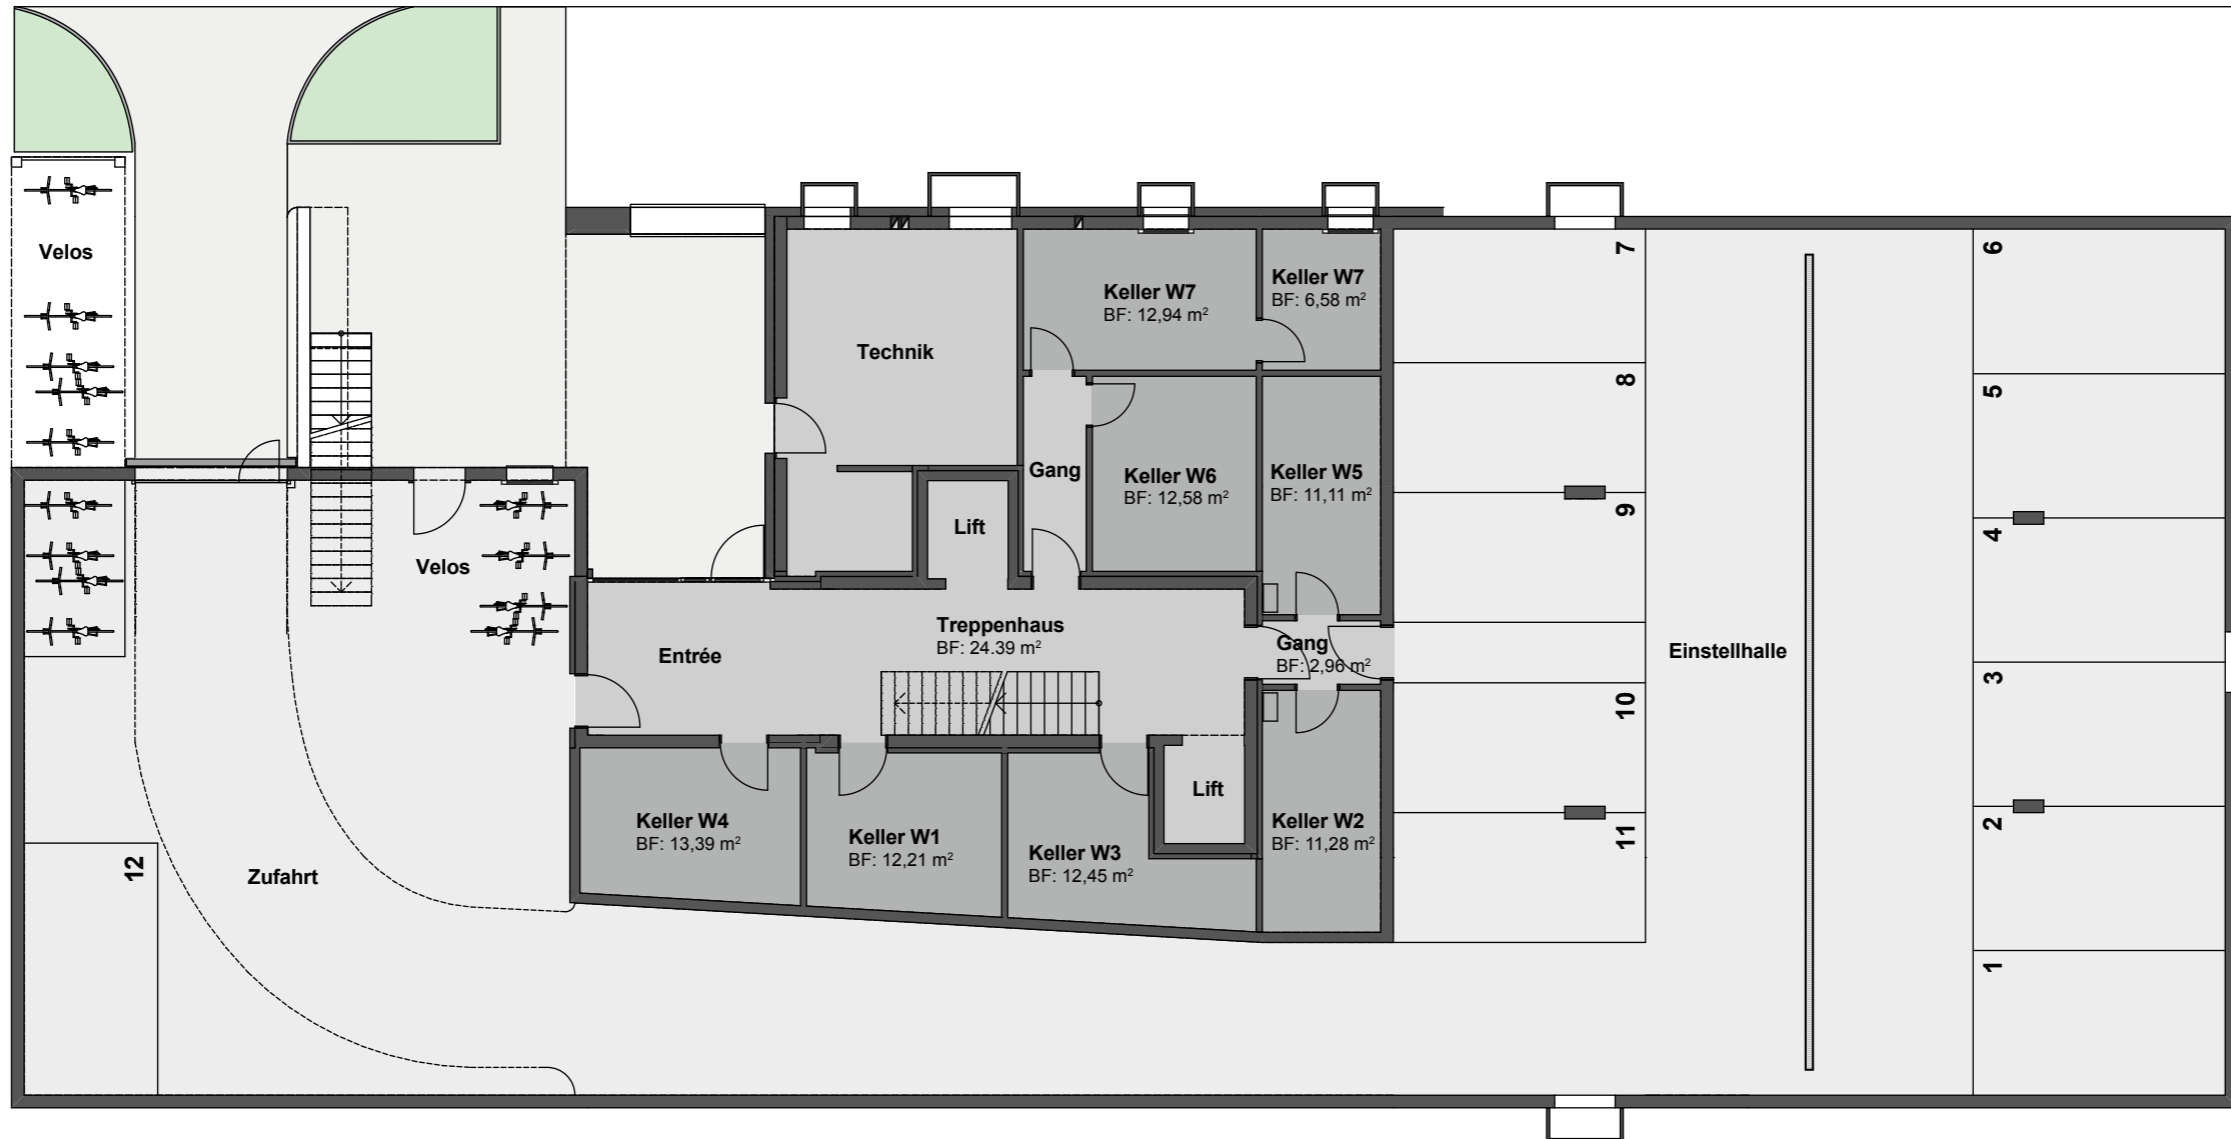 Velos
Velos
Zufahrt
12
Technik
Lift
Gang
Keller W7
BF: 12,94 m²
Keller W7
BF: 6,58 m²
Keller W6
BF: 12,58 m²
Keller W5
BF: 11,11 m²
Entrée
Treppenhaus
BF: 24.39 m²
Gang
BF: 2,96 m²
Keller W4
BF: 13,39 m²
Keller W1
BF: 12,21 m²
Keller W3
BF: 12,45 m²
Lift
Keller W2
BF: 11,28 m²
7
8
9
10
11
Einstellhalle
6
5
4
3
2
1